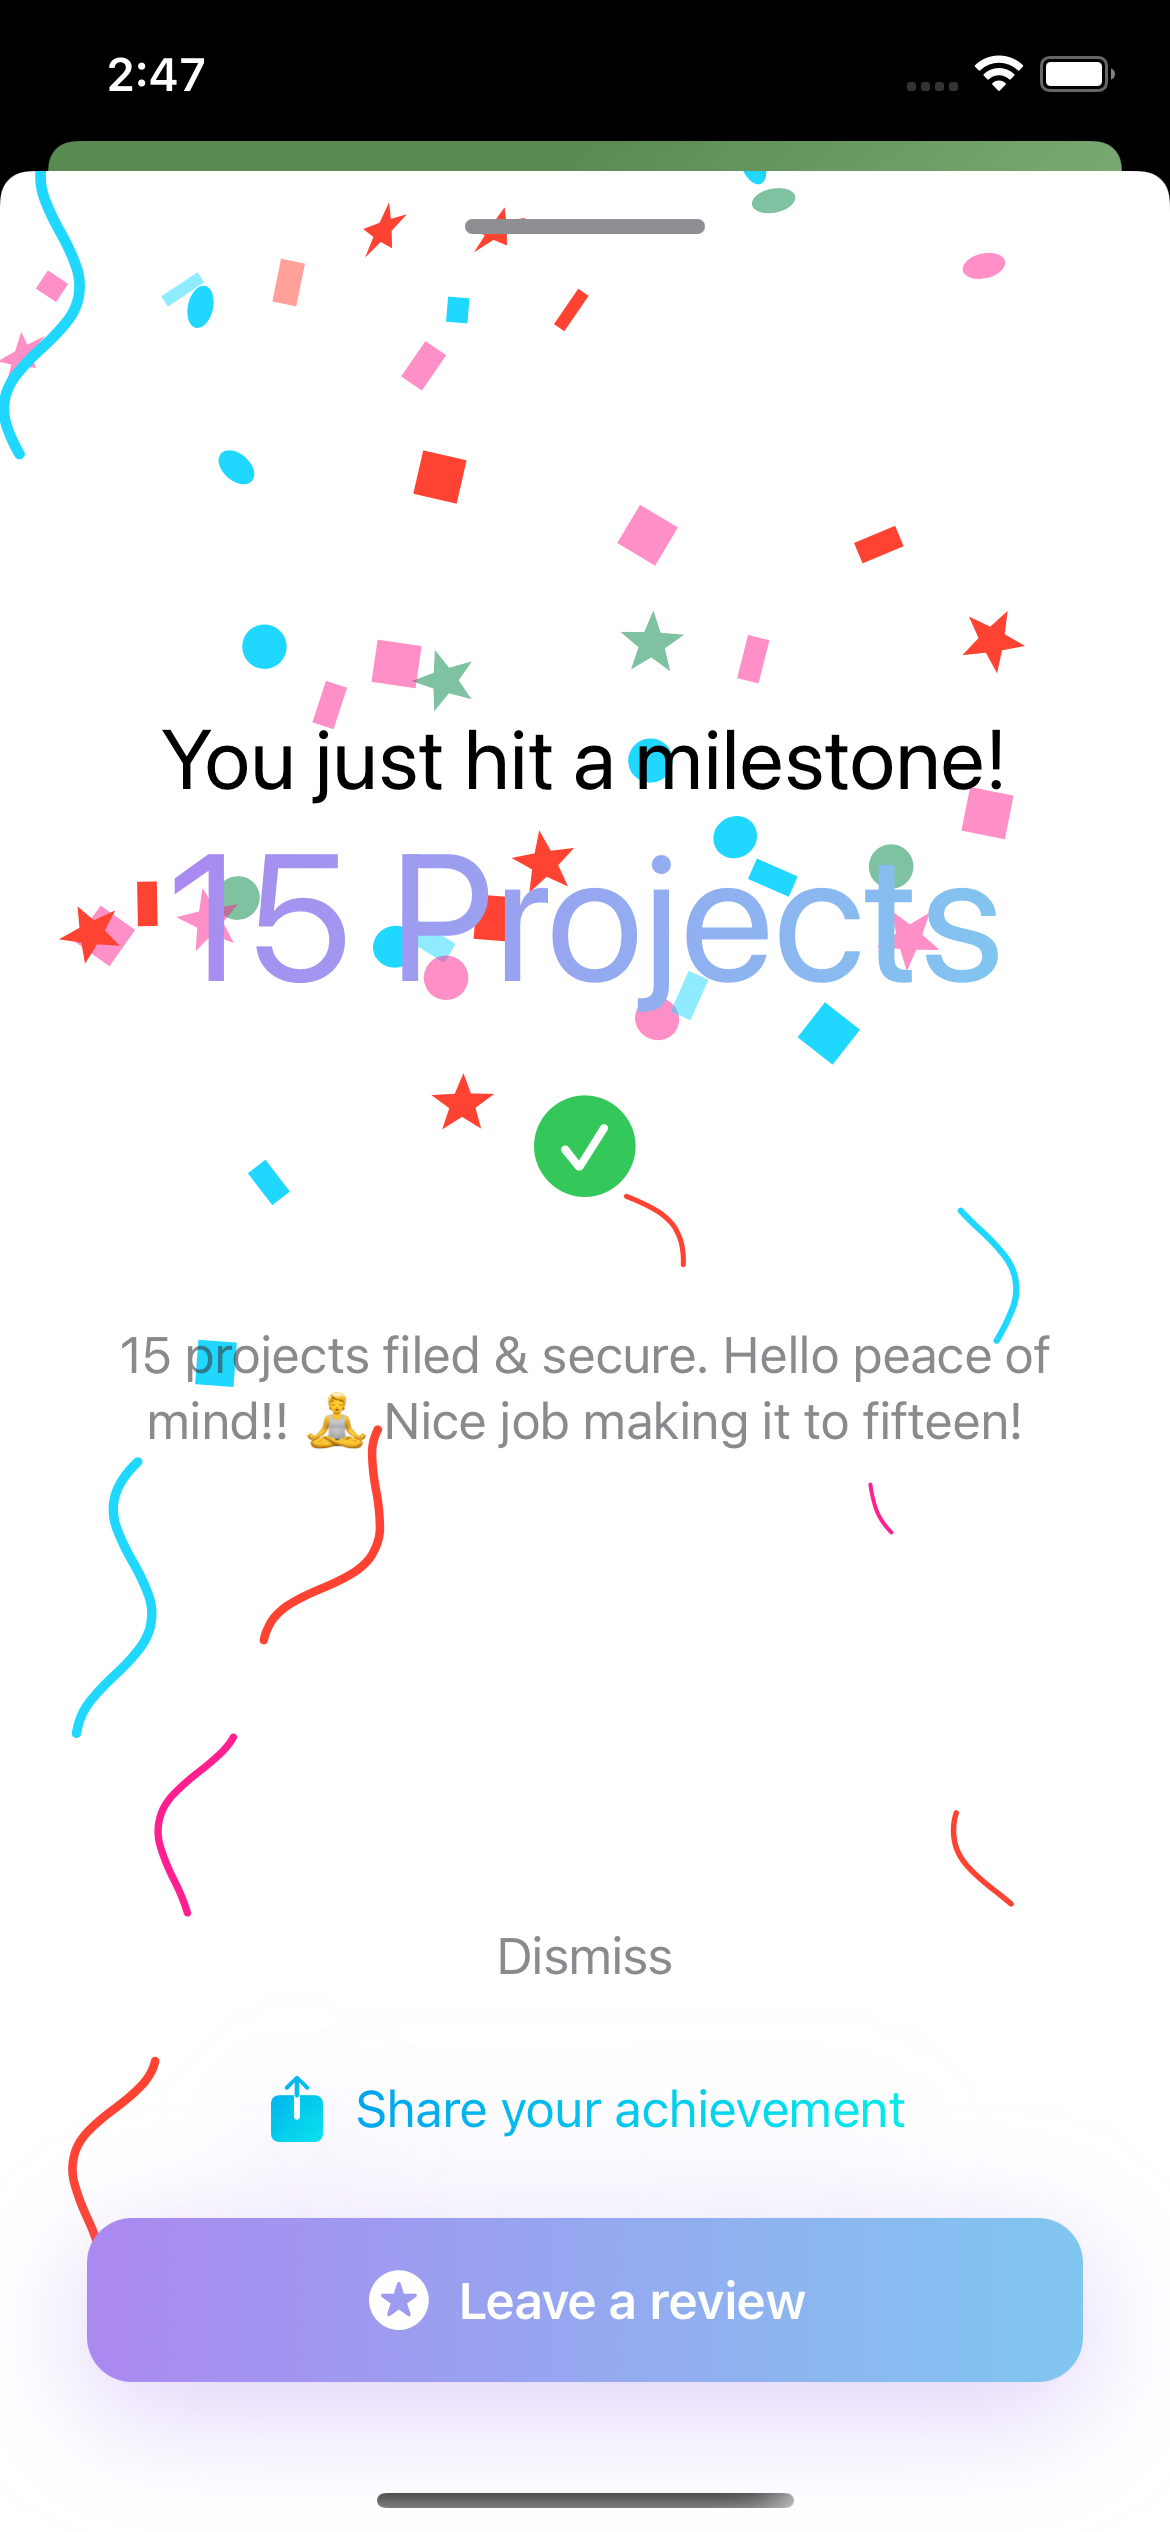 2:47
You just hit a milestone!
15 Projects
15 projects filed & secure. Hello peace of
mind!! 🧘 Nice job making it to fifteen!
Dismiss
Share your achievement
Leave a review